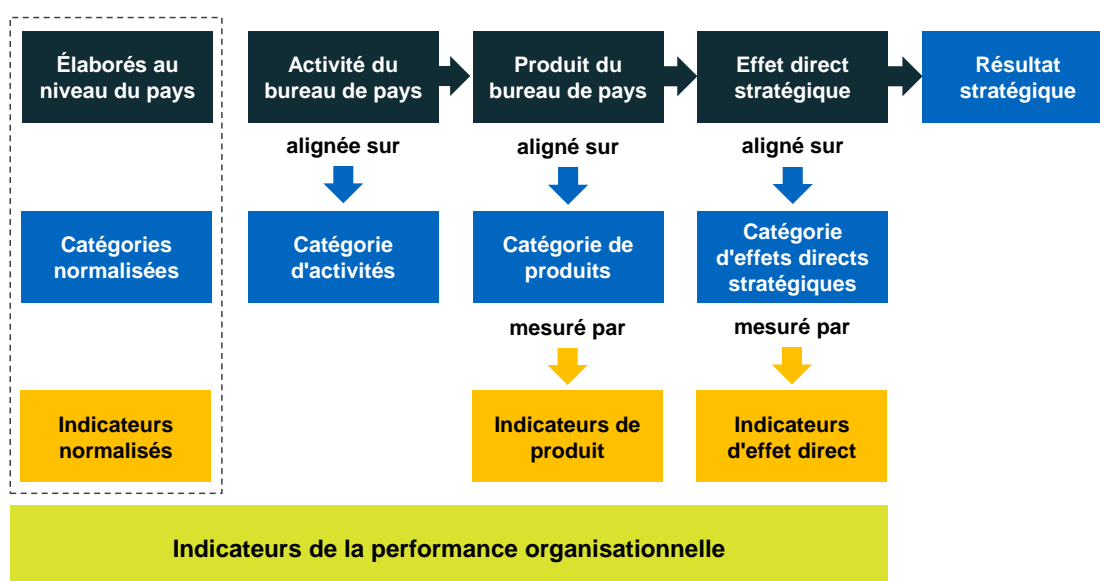 Élaborés au
niveau du pays
Activité du
bureau de pays
Produit du
bureau de pays
Effet direct
stratégique
Résultat
stratégique
alignée sur
aligné sur
aligné sur
Catégories
normalisées
Catégorie
d'activités
Catégorie de
produits
Catégorie
d'effets directs
stratégiques
mesuré par
mesuré par
Indicateurs
normalisés
Indicateurs de
produit
Indicateurs
d'effet direct
Indicateurs de la performance organisationnelle